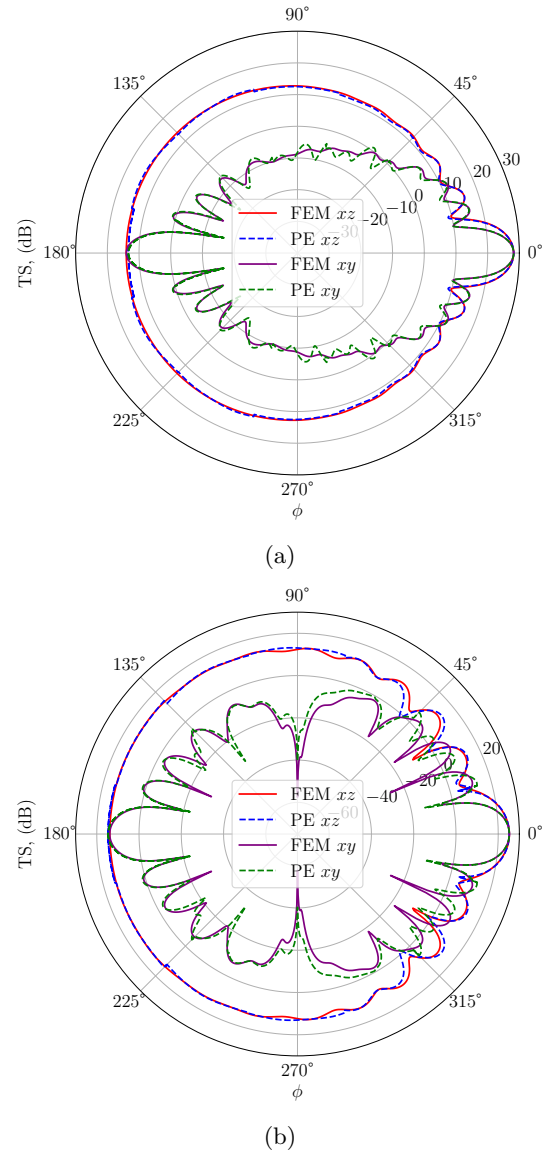 90°
135°
45°
30
20
10
0
−10
−20
−30
FEM xz
PE xz
FEM xy
PE xy
TS, (dB)
180°
0°
225°
315°
270°
ϕ
(a)
90°
135°
45°
20
−20
−40
−60
FEM xz
PE xz
FEM xy
PE xy
TS, (dB)
180°
0°
225°
315°
270°
ϕ
(b)